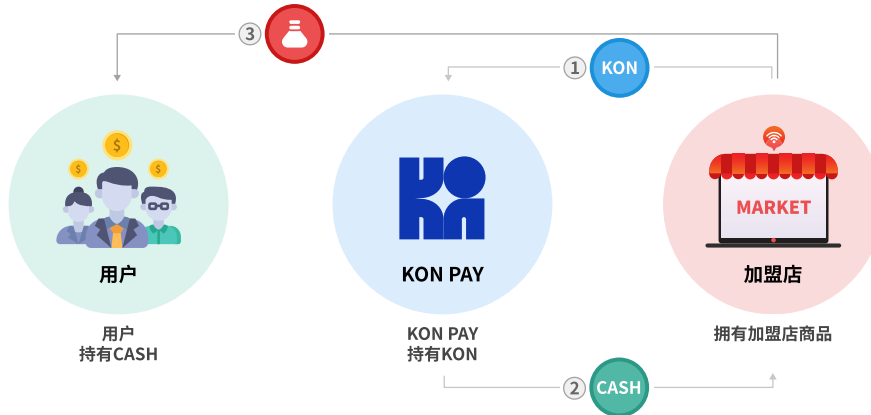 3
1
KON
$
$
$
MARKET
用户
KON PAY
加盟店
用户
持有CASH
KON PAY
持有KON
拥有加盟店商品
2
CASH